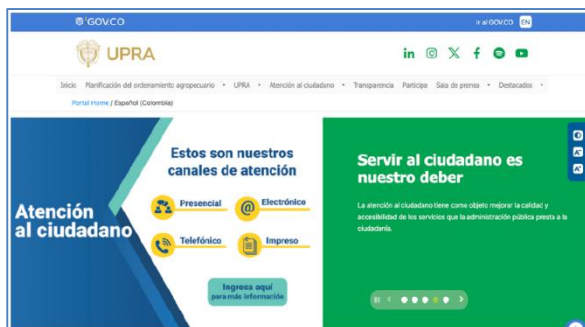 GOV.CO
Ir al GOV.CO EN
UPRA
Inicio Planificación del ordenamiento agropecuario UPRA Atención al ciudadano Transparencia Participa Sala de prensa Destacados
Portal Home / Español (Colombia)
Atención
al ciudadano
Estos son nuestros
canales de atención
Presencial
Electrónico
Telefónico
Impreso
Ingresa aquí
para más información
Servir al ciudadano es
nuestro deber
La atención al ciudadano tiene como objeto mejorar la calidad y
accesibilidad de los servicios que la administración pública presta a la
ciudadanía.